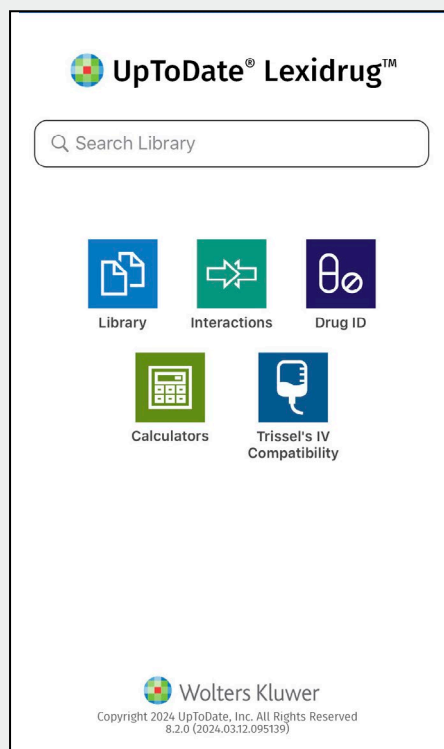 UpToDate® Lexidrug™
Search Library
Library
Interactions
Drug ID
Calculators
Trissel's IV
Compatibility
Wolters Kluwer
Copyright 2024 UpToDate, Inc. All Rights Reserved
8.2.0 (2024.03.12.095139)